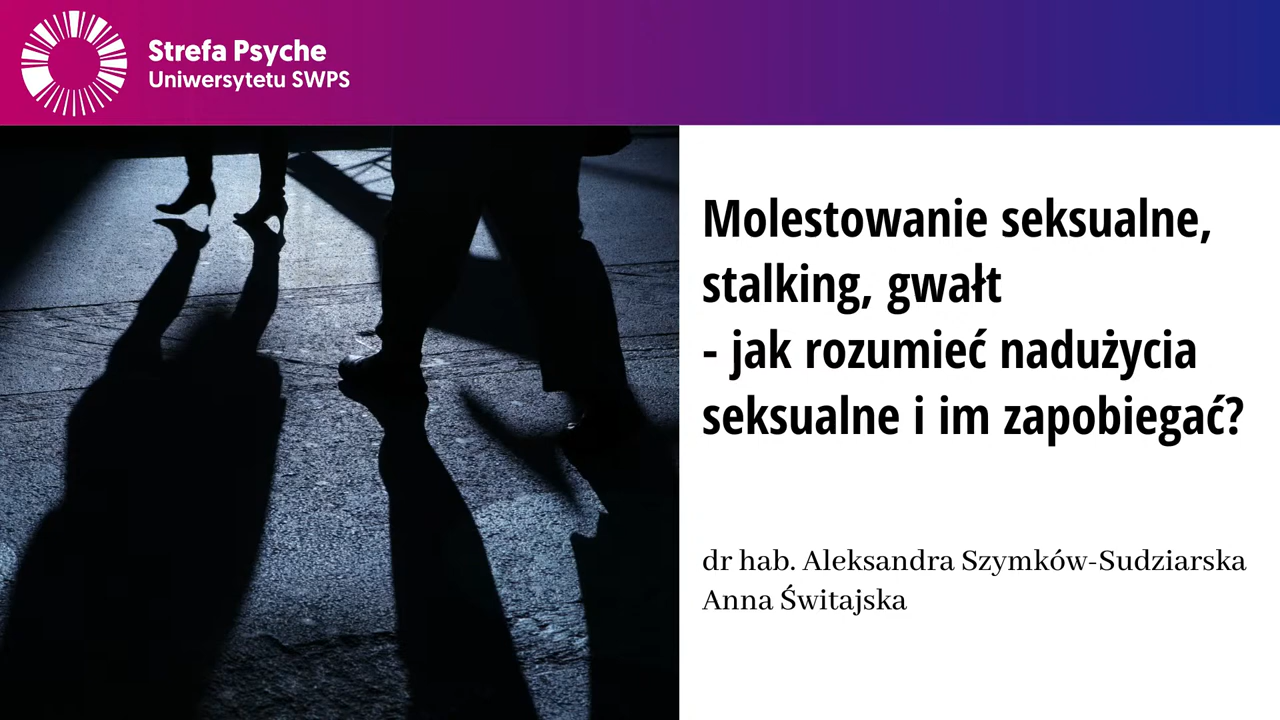 Strefa Psyche
Uniwersytetu SWPS
Molestowanie seksualne,
stalking, gwałt
- jak rozumieć nadużycia
seksualne i im zapobiegać?
dr hab. Aleksandra Szymków-Sudziarska
Anna Świtajska